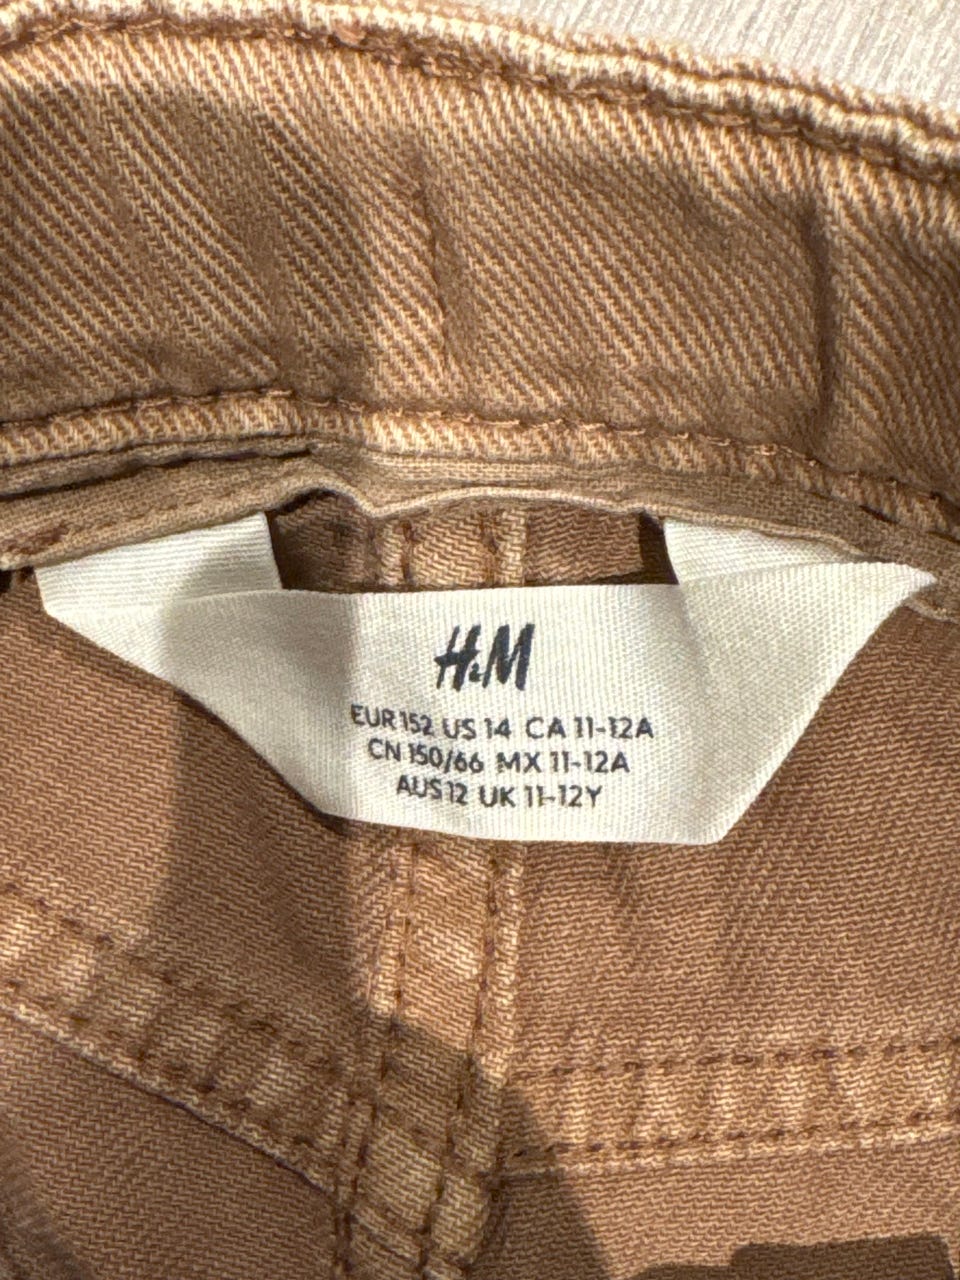 H&M
EUR 152 US 14 CA 11-12A
CN 150/66 MX 11-12A
AUS 12 UK 11-12Y